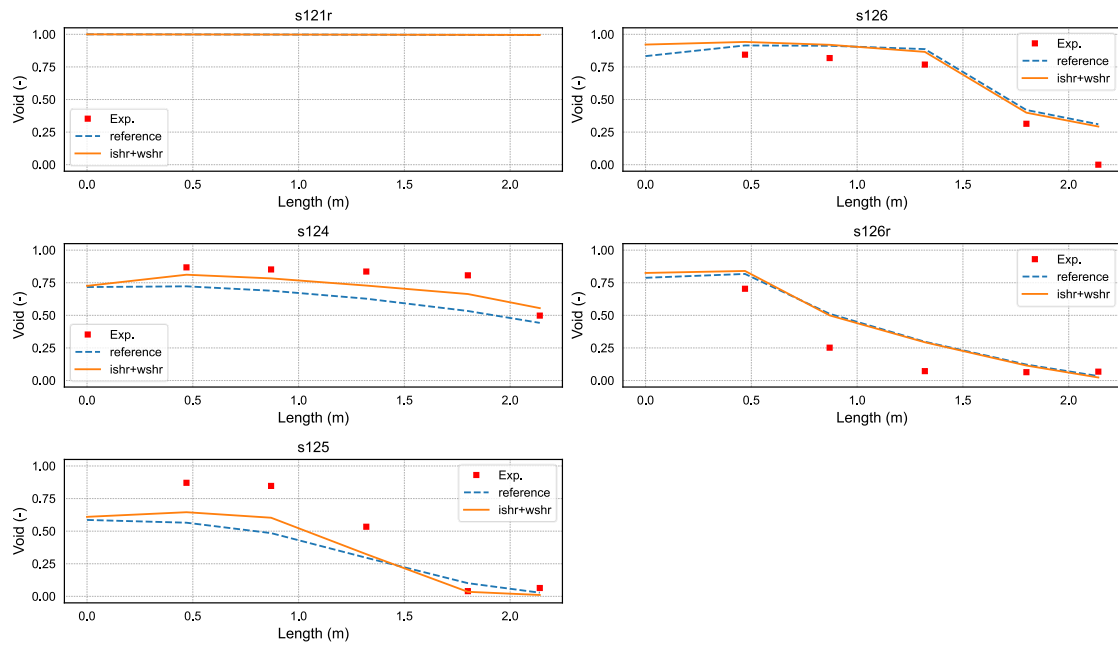 s121r
1.00
0.75
0.50
0.25
0.00
Void (-)
Exp.
reference
ishr+wshr
0.0 0.5 1.0 1.5 2.0
Length (m)
s126
1.00
0.75
0.50
0.25
0.00
Void (-)
Exp.
reference
ishr+wshr
0.0 0.5 1.0 1.5 2.0
Length (m)
s124
1.00
0.75
0.50
0.25
0.00
Void (-)
Exp.
reference
ishr+wshr
0.0 0.5 1.0 1.5 2.0
Length (m)
s126r
1.00
0.75
0.50
0.25
0.00
Void (-)
Exp.
reference
ishr+wshr
0.0 0.5 1.0 1.5 2.0
Length (m)
s125
1.00
0.75
0.50
0.25
0.00
Void (-)
Exp.
reference
ishr+wshr
0.0 0.5 1.0 1.5 2.0
Length (m)